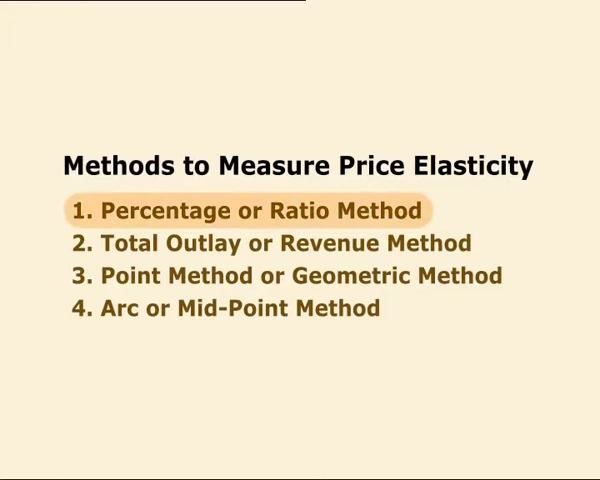 Methods to Measure Price Elasticity
1. Percentage or Ratio Method
2. Total Outlay or Revenue Method
3. Point Method or Geometric Method
4. Arc or Mid-Point Method